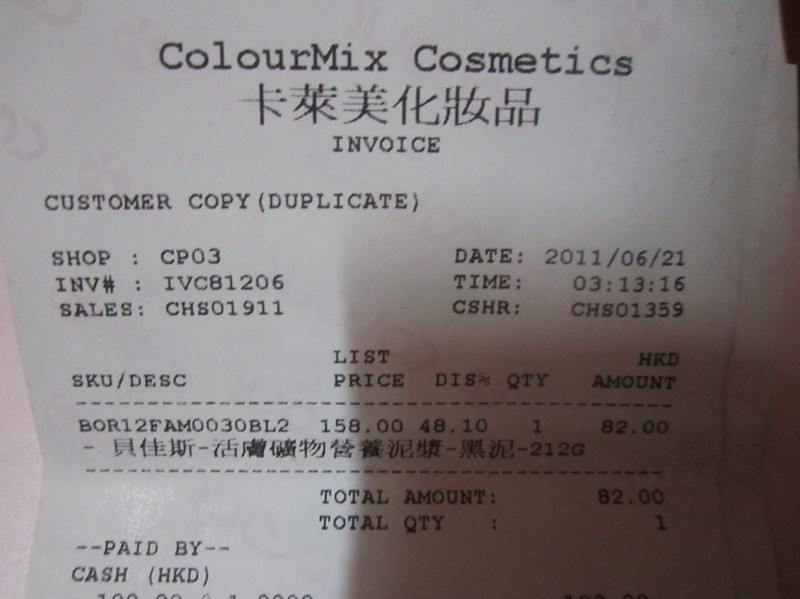 ColourMix Cosmetics
卡萊美化妝品
INVOICE
CUSTOMER COPY(DUPLICATE)
SHOP : CP03 DATE: 2011/06/21
INV# : IVC81206 TIME: 03:13:16
SALES: CHS01911 CSHR: CHS01359
LIST HKD
SKU/DESC PRICE DIS% QTY AMOUNT
BOR12FAM0030BL2 158.00 48.10 1 82.00
- 貝佳斯-活膚礦物營養泥漿-黑泥-212G
TOTAL AMOUNT: 82.00
TOTAL QTY : 1
--PAID BY--
CASH (HKD)